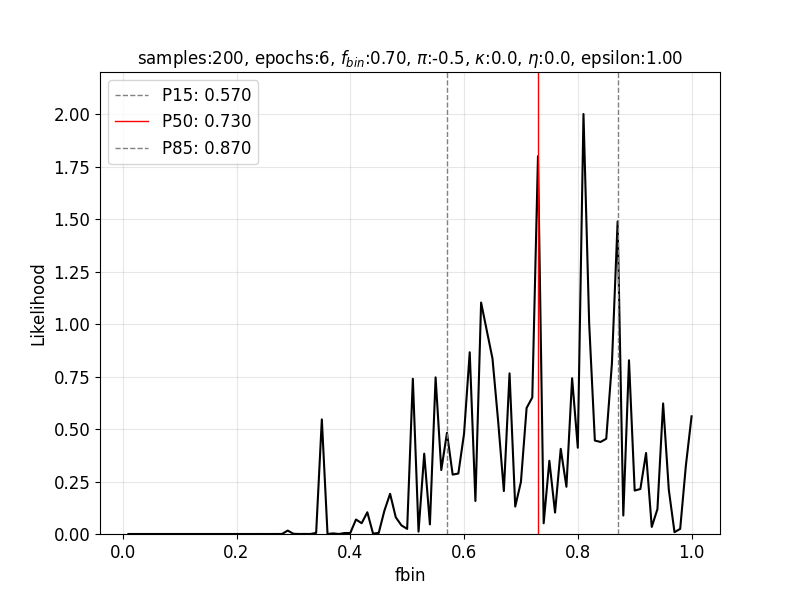 samples:200, epochs:6, f_bin:0.70, π:-0.5, κ:0.0, η:0.0, epsilon:1.00
P15: 0.570
P50: 0.730
P85: 0.870
2.00
1.75
1.50
1.25
1.00
0.75
0.50
0.25
0.00
Likelihood
0.0 0.2 0.4 0.6 0.8 1.0
fbin